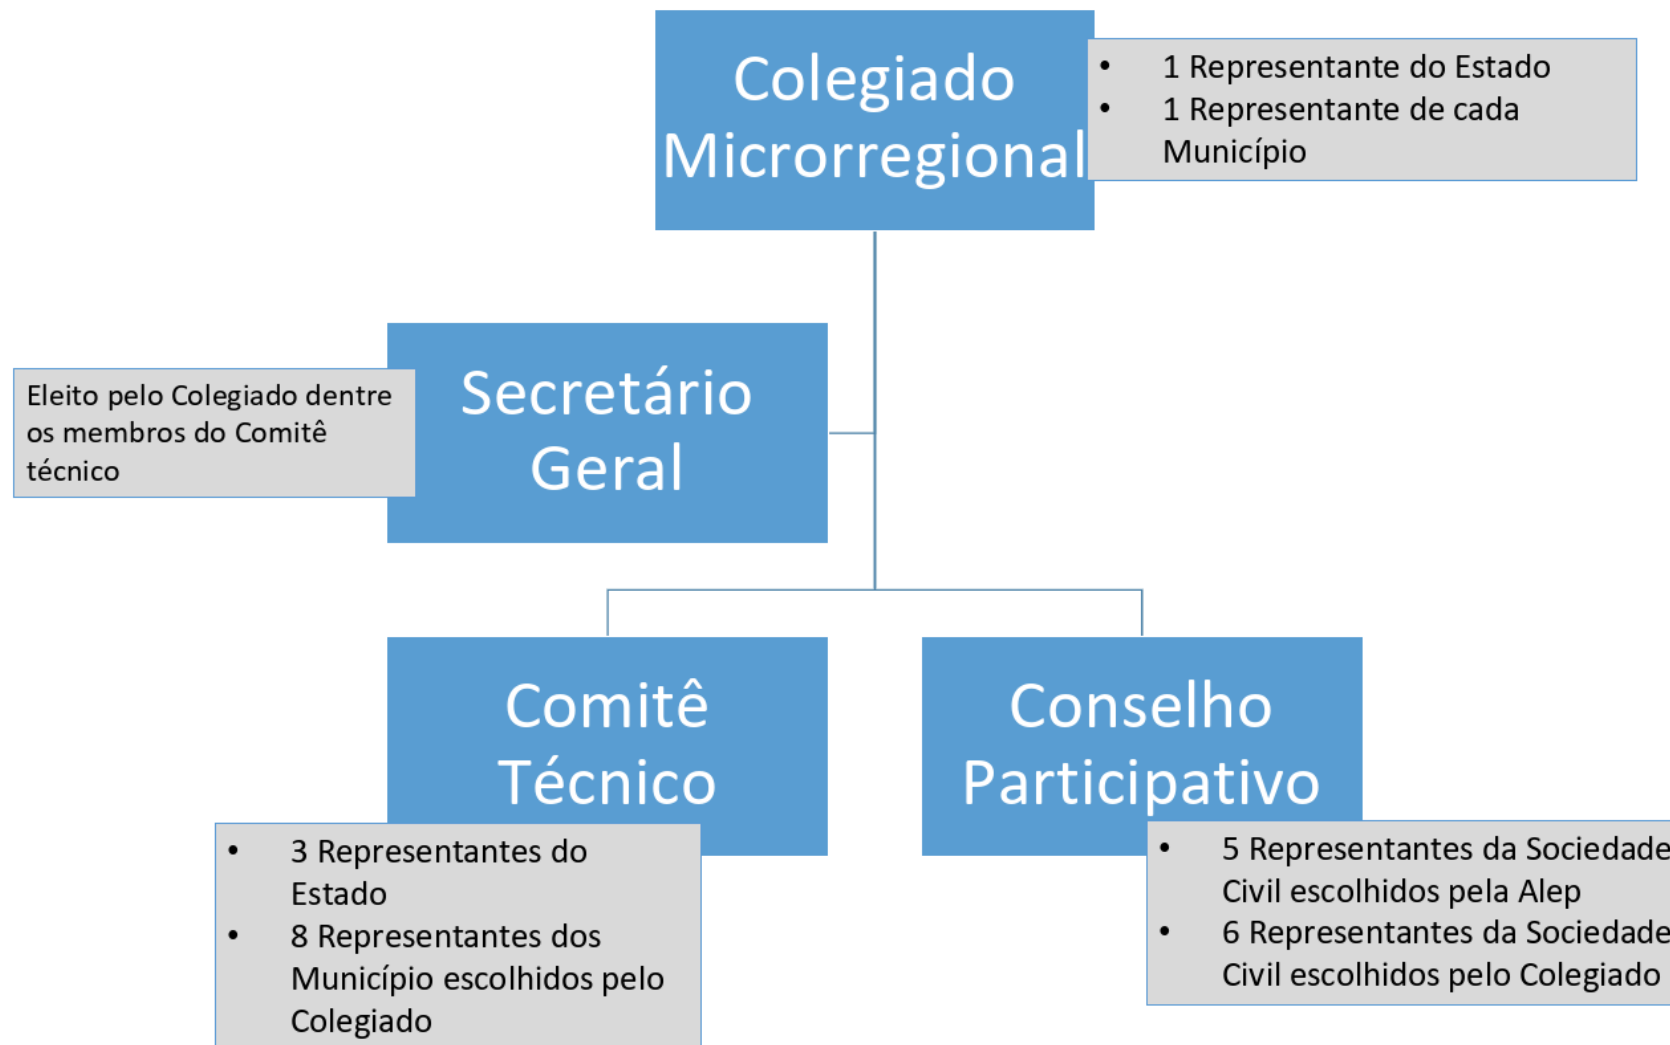 Colegiado
Microrregional
• 1 Representante do Estado
• 1 Representante de cada
Município
Secretário
Geral
Eleito pelo Colegiado dentre
os membros do Comitê
técnico
Comitê
Técnico
• 3 Representantes do
Estado
• 8 Representantes dos
Município escolhidos pelo
Colegiado
Conselho
Participativo
• 5 Representantes da Sociedade
Civil escolhidos pela Alep
• 6 Representantes da Sociedade
Civil escolhidos pelo Colegiado